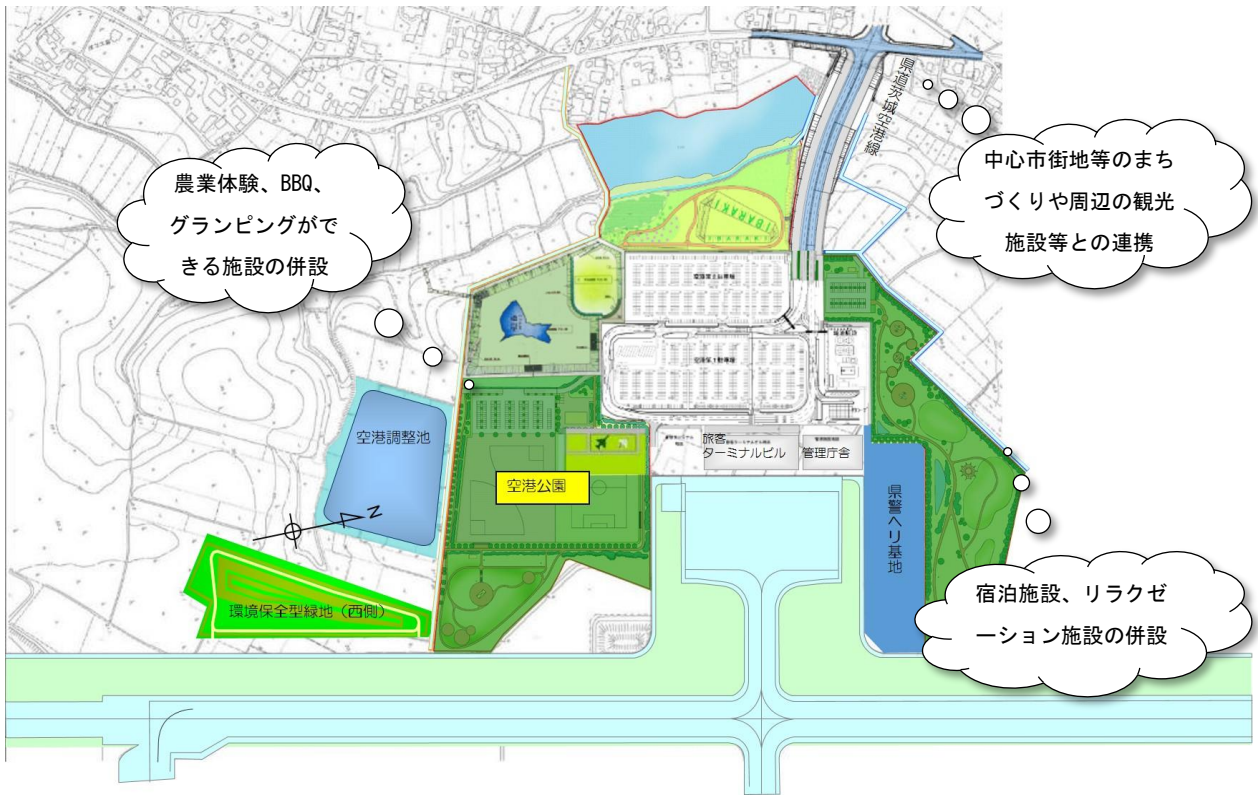 県道茨城空港線
中心市街地等のまち
づくりや周辺の観光
施設等との連携
農業体験、BBQ、
グランピングがで
きる施設の併設
IBARAKI
IBARAKI
空港調整池
旅客
ターミナルビル
管理庁舎
空港公園
県警ヘリ基地
N
環境保全型緑地（西側）
宿泊施設、リラクゼ
ーション施設の併設